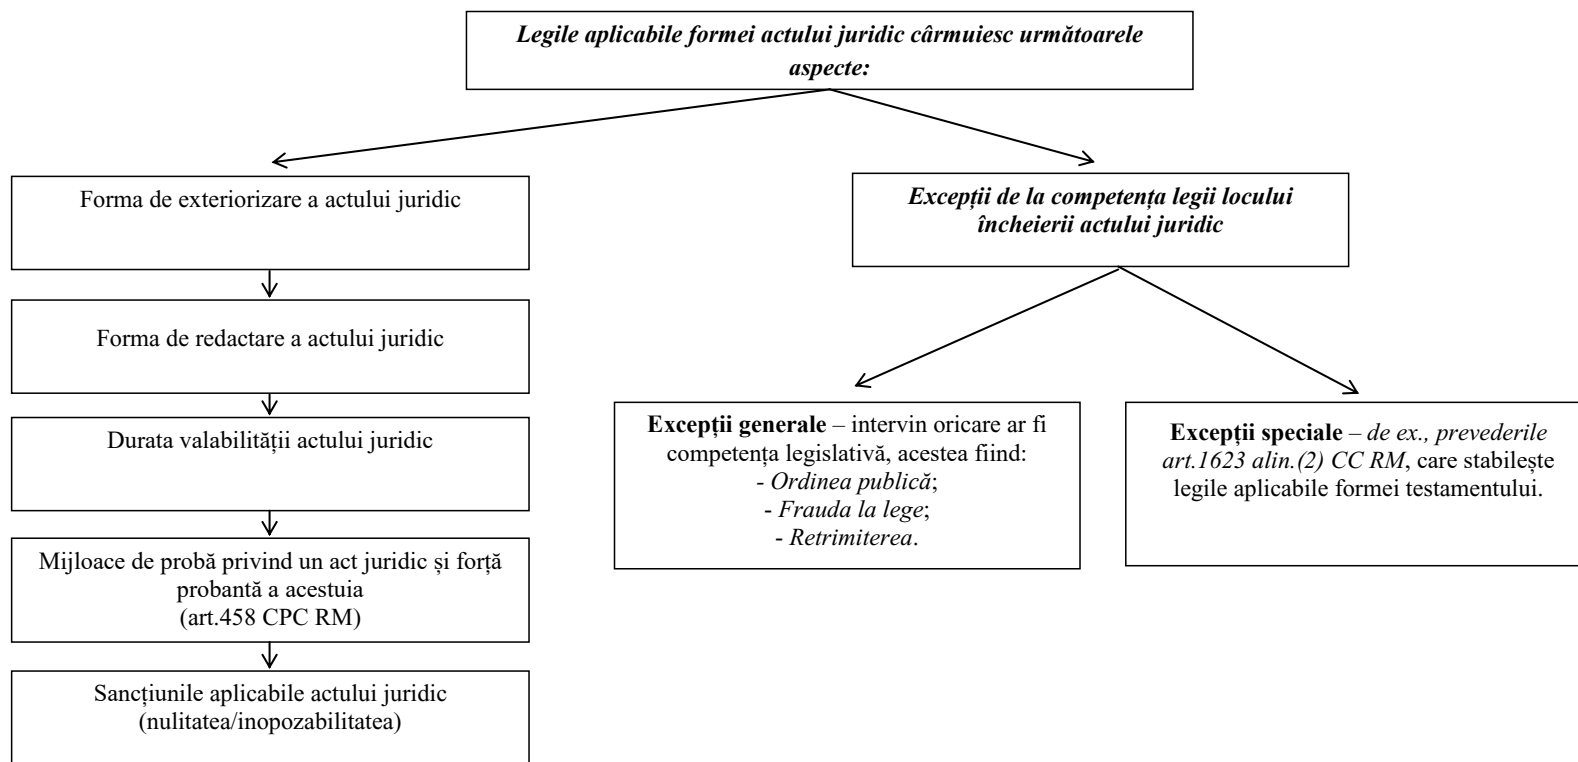 Legile aplicabile formei actului juridic cârmuiesc următoarele
aspecte:
Forma de exteriorizare a actului juridic
Forma de redactare a actului juridic
Durata valabilității actului juridic
Mijloace de probă privind un act juridic și forță
probantă a acestuia
(art.458 CPC RM)
Sancțiunile aplicabile actului juridic
(nulitatea/inopozabilitatea)
Excepții de la competența legii locului
încheierii actului juridic
Excepții generale – intervin oricare ar fi
competența legislativă, acestea fiind:
- Ordinea publică;
- Frauda la lege;
- Retrimiterea.
Excepții speciale – de ex., prevederile
art.1623 alin.(2) CC RM, care stabilește
legile aplicabile formei testamentului.